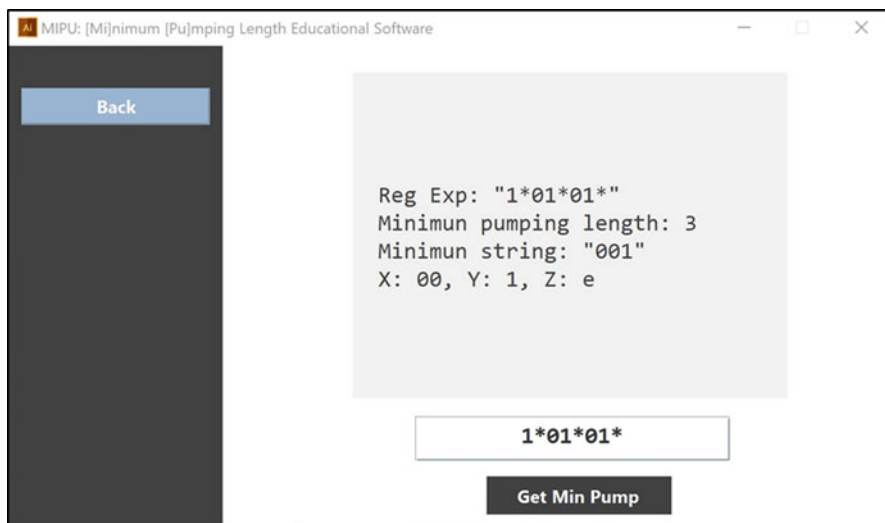 Ai MIPU: [Mi]nimum [Pu]mping Length Educational Software
Back
Reg Exp: "1*01*01*"
Minimun pumping length: 3
Minimun string: "001"
X: 00, Y: 1, Z: e
1*01*01*
Get Min Pump